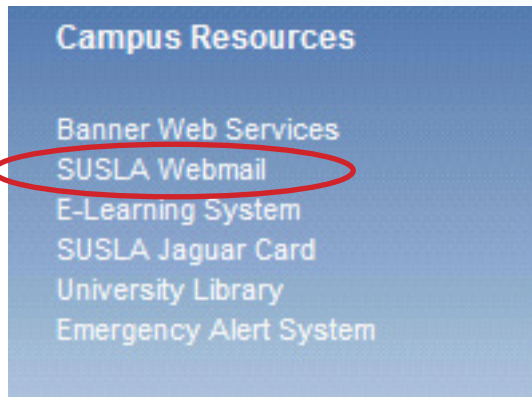 Campus Resources
Banner Web Services
SUSLA Webmail
E-Learning System
SUSLA Jaguar Card
University Library
Emergency Alert System